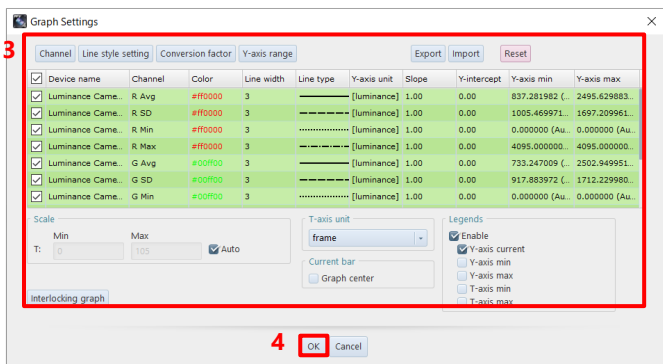 Graph Settings
3
Channel Line style setting Conversion factor Y-axis range Export Import Reset
Device name Channel Color Line width Line type Y-axis unit Slope Y-intercept Y-axis min Y-axis max
Luminance Came... R Avg #ff0000 3 [luminance] 1.00 0.00 837.281982 (... 2495.629883...
Luminance Came... R SD #ff0000 3 [luminance] 1.00 0.00 1005.469971... 1697.209961...
Luminance Came... R Min #ff0000 3 [luminance] 1.00 0.00 0.000000 (Au... 0.000000 (Au...
Luminance Came... R Max #ff0000 3 [luminance] 1.00 0.00 4095.000000... 4095.000000...
Luminance Came... G Avg #00ff00 3 [luminance] 1.00 0.00 733.247009 (... 2502.949951...
Luminance Came... G SD #00ff00 3 [luminance] 1.00 0.00 917.883972 (... 1712.229980...
Luminance Came... G Min #00ff00 3 [luminance] 1.00 0.00 0.000000 (Au... 0.000000 (Au...
Scale T-axis unit Legends
Min Max frame Enable
T: 0 105 Auto Y-axis current
Current bar Y-axis min
Graph center Y-axis max
T-axis min
Interlocking graph T-axis max
4 OK Cancel